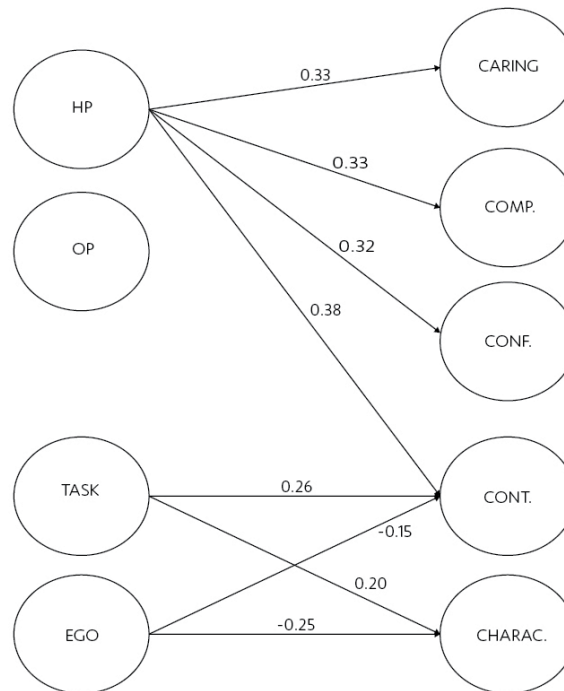 CARING
0.33
HP
0.33
COMP.
OP
0.32
0.38
CONF.
TASK
0.26
CONT.
-0.15
0.20
EGO
-0.25
CHARAC.